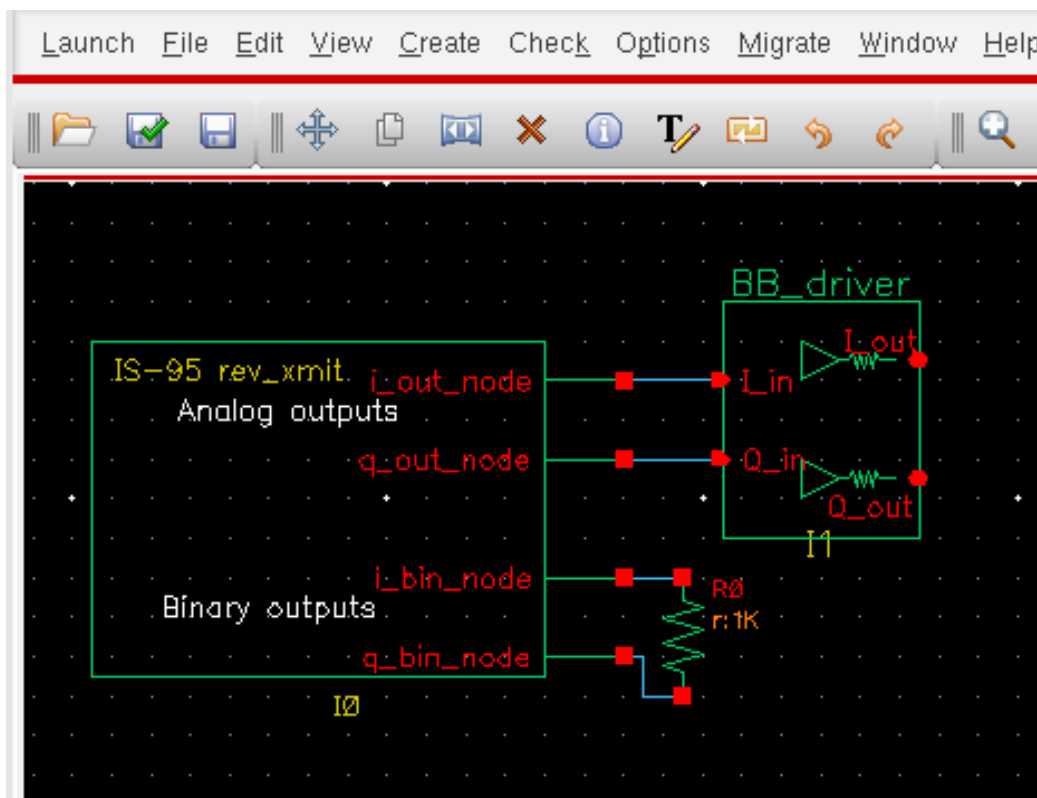 Launch File Edit View Create Check Options Migrate Window Help
BB_driver
I_out
IS-95 rev_xmit
i_out_node
I_in
Analog outputs
q_out_node
Q_in
Q_out
I1
i_bin_node
R0
Binary outputs
r:1K
q_bin_node
I0